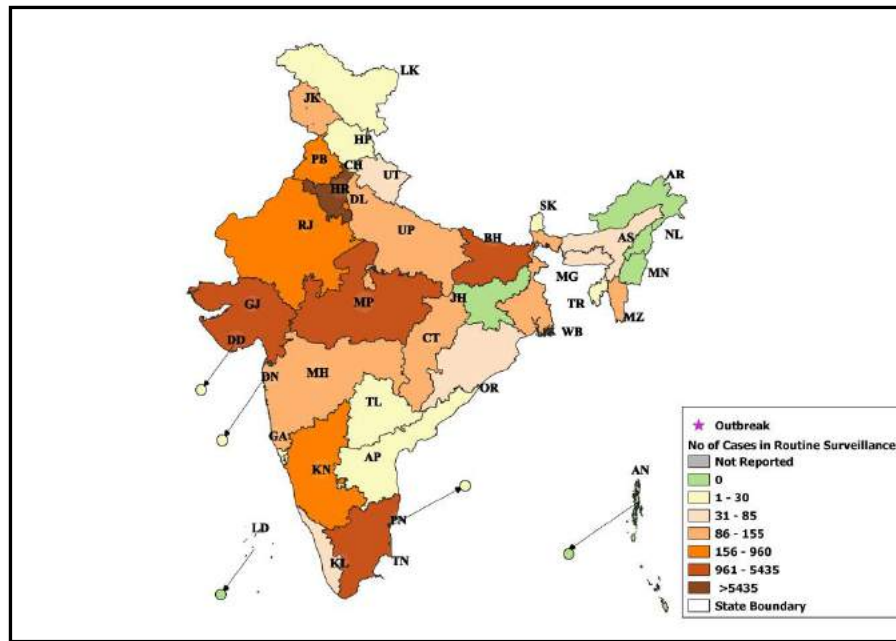 LK
JK
HP
PB
CH
UT
AR
HR
DL
SK
RJ
UP
BH
AS
NL
MG
MN
GJ
MP
JH
TR
MZ
DD
CT
WB
DN
MH
OR
TL
GA
KN
AP
AN
PN
LD
KL
TN
Outbreak
No of Cases in Routine Surveillance
Not Reported
0
1 - 30
31 - 85
86 - 155
156 - 960
961 - 5435
>5435
State Boundary